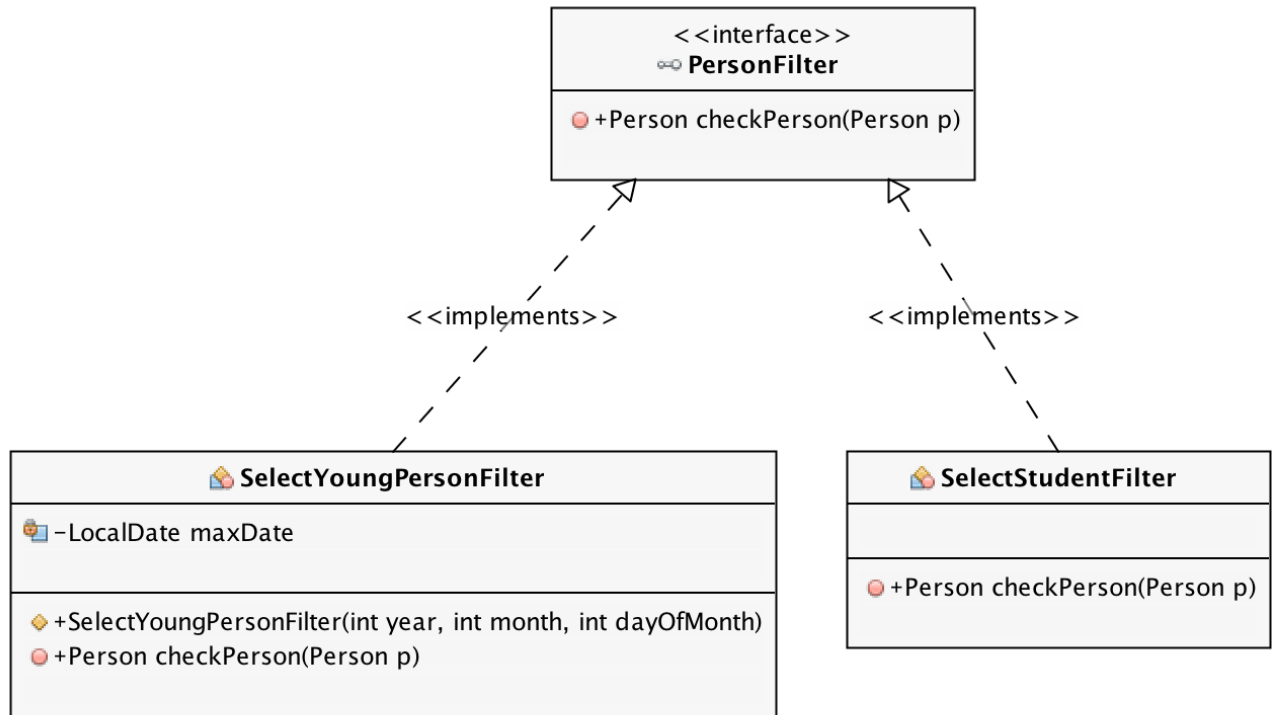 <<interface>>
PersonFilter
+Person checkPerson(Person p)
<<implements>>
<<implements>>
SelectYoungPersonFilter
-LocalDate maxDate
+SelectYoungPersonFilter(int year, int month, int dayOfMonth)
+Person checkPerson(Person p)
SelectStudentFilter
+Person checkPerson(Person p)